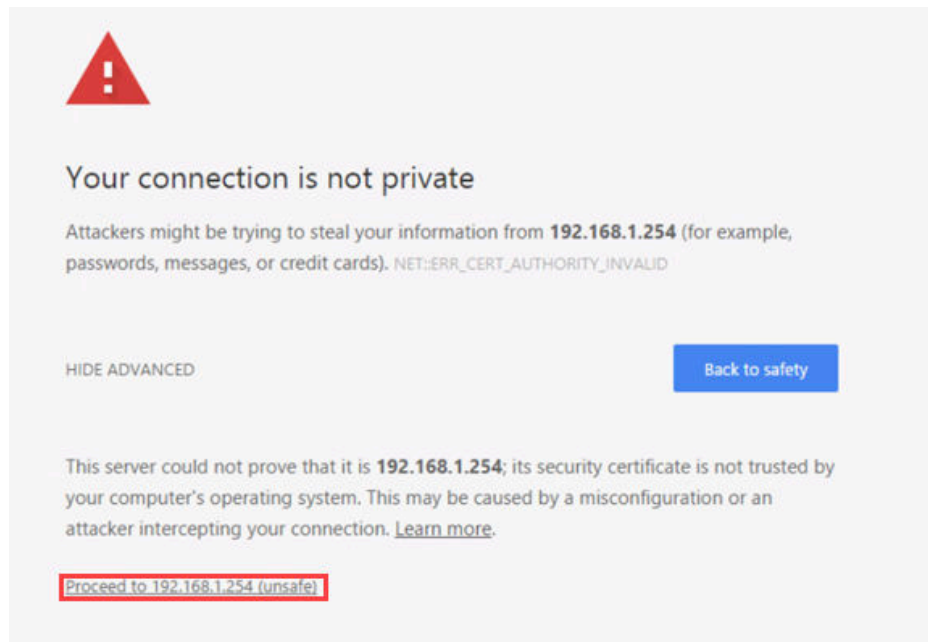 Your connection is not private
Attackers might be trying to steal your information from 192.168.1.254 (for example,
passwords, messages, or credit cards). NET::ERR_CERT_AUTHORITY_INVALID
HIDE ADVANCED
Back to safety
This server could not prove that it is 192.168.1.254; its security certificate is not trusted by
your computer's operating system. This may be caused by a misconfiguration or an
attacker intercepting your connection. Learn more.
Proceed to 192.168.1.254 (unsafe)